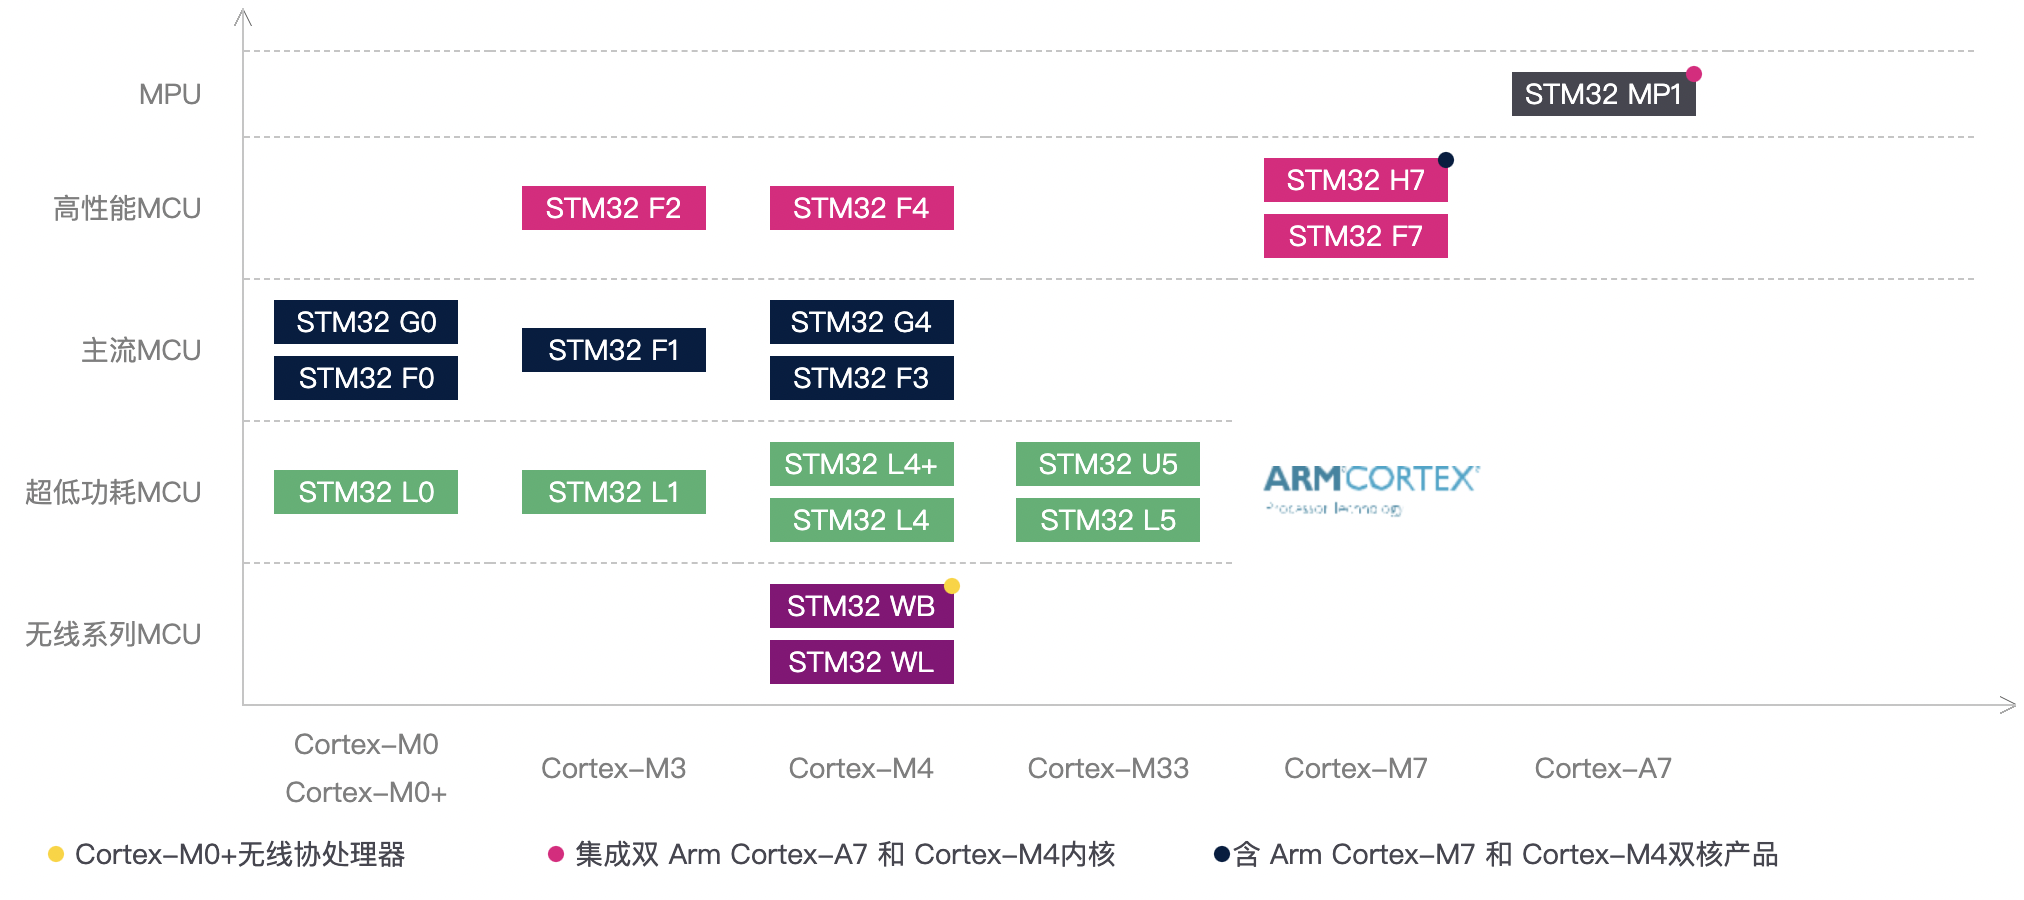 MPU
STM32 MP1
高性能MCU
STM32 F2
STM32 F4
STM32 H7
STM32 F7
主流MCU
STM32 G0
STM32 F0
STM32 F1
STM32 G4
STM32 F3
超低功耗MCU
STM32 L0
STM32 L1
STM32 L4+
STM32 L4
STM32 U5
STM32 L5
ARM®CORTEX®
Processor Technology
无线系列MCU
STM32 WB
STM32 WL
Cortex-M0
Cortex-M0+
Cortex-M3
Cortex-M4
Cortex-M33
Cortex-M7
Cortex-A7
Cortex-M0+无线协处理器
集成双 Arm Cortex-A7 和 Cortex-M4内核
含 Arm Cortex-M7 和 Cortex-M4双核产品